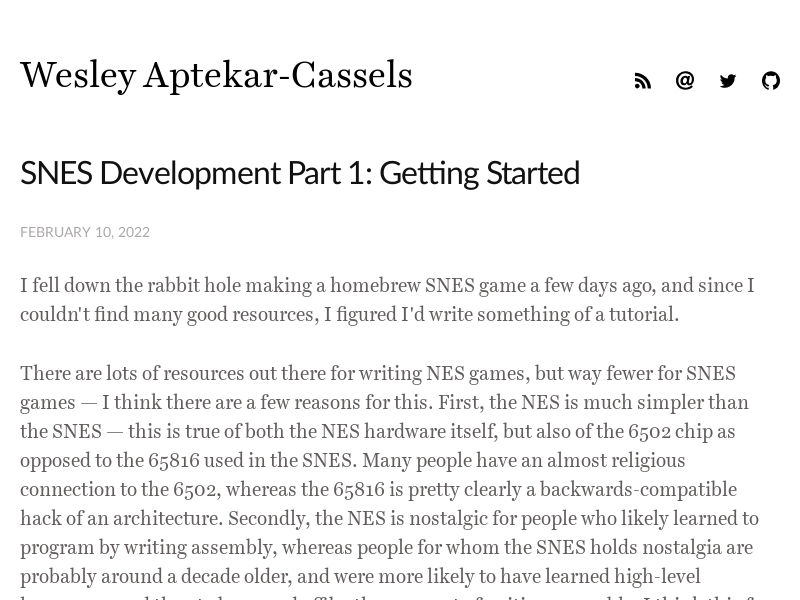 Wesley Aptekar-Cassels
SNES Development Part 1: Getting Started
FEBRUARY 10, 2022
I fell down the rabbit hole making a homebrew SNES game a few days ago, and since I
couldn't find many good resources, I figured I'd write something of a tutorial.
There are lots of resources out there for writing NES games, but way fewer for SNES
games — I think there are a few reasons for this. First, the NES is much simpler than
the SNES — this is true of both the NES hardware itself, but also of the 6502 chip as
opposed to the 65816 used in the SNES. Many people have an almost religious
connection to the 6502, whereas the 65816 is pretty clearly a backwards-compatible
hack of an architecture. Secondly, the NES is nostalgic for people who likely learned to
program by writing assembly, whereas people for whom the SNES holds nostalgia are
probably around a decade older, and were more likely to have learned high-level